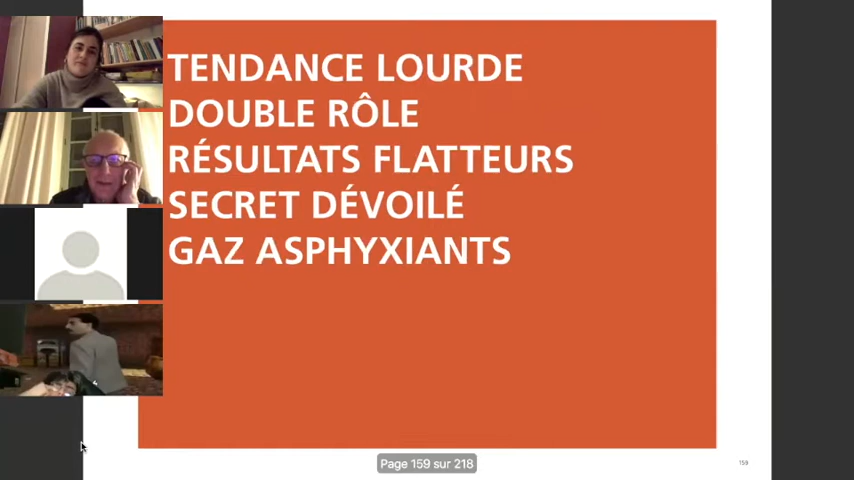 TENDANCE LOURDE
DOUBLE RÔLE
RÉSULTATS FLATTEURS
SECRET DÉVOILÉ
GAZ ASPHYXIANTS
Page 159 sur 218
159